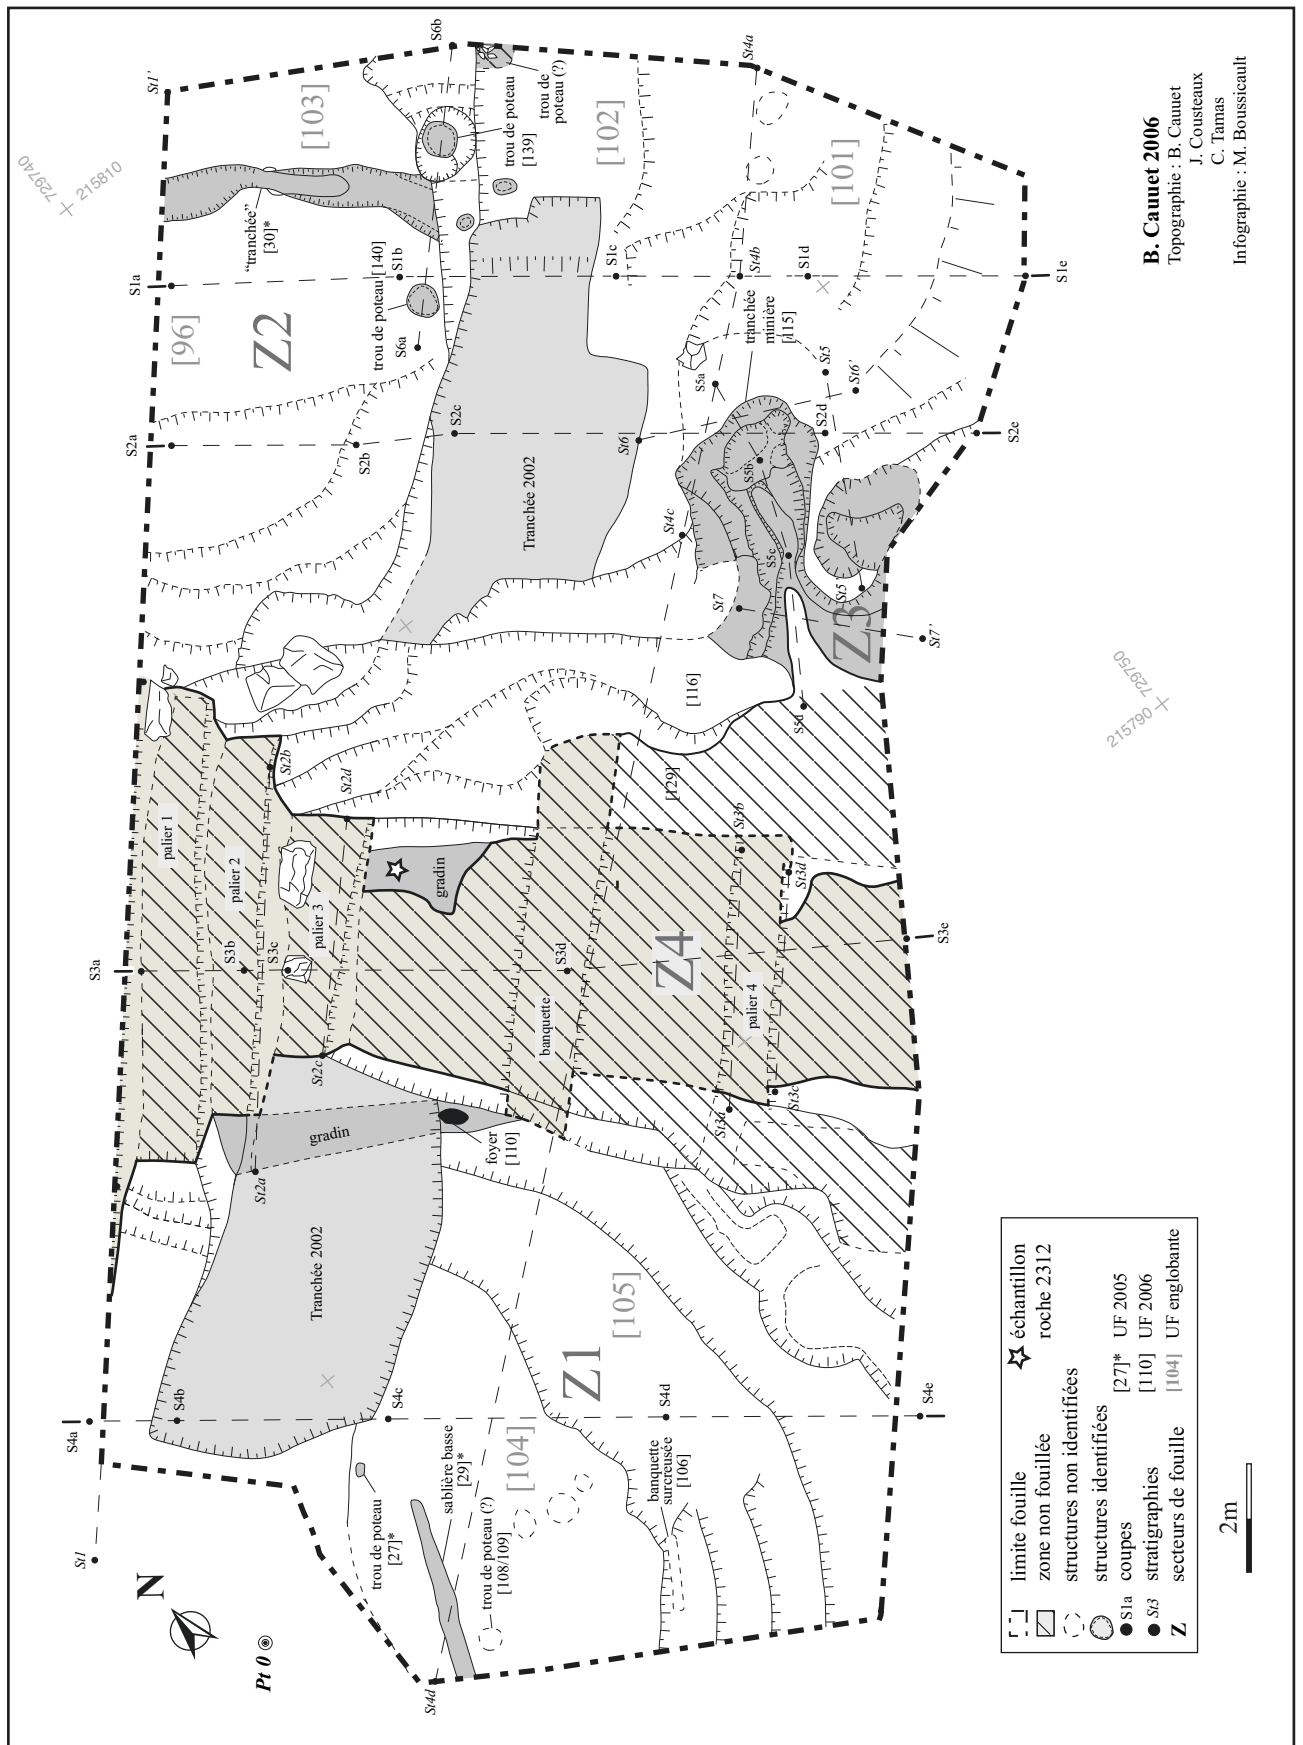 St1'
S6b
St4a
729740
215810
[103]
trou de poteau
[139]
trou de
poteau (?)
[102]
[101]
"tranchée"
[30]*
S1a
trou de poteau [140]
S1b
S1c
St4b
S1d
S1e
[96]
Z2
S6a
S5a
tranchée
minière
[115]
St5
St6'
S2a
S2b
S2c
St6
S2d
S2e
Tranchée 2002
S5b
St4c
S5c
St7
St5'
Z3
St7'
[116]
S5d
729750
215790
palier 1
palier 2
palier 3
St2b
St2d
[129]
St3b
St3d
gradin
S3a
S3b
S3c
S3d
S3e
Z4
banquette
palier 4
St2c
St3a
St3c
gradin
foyer
[110]
St2a
Tranchée 2002
[105]
Z1
S4a
S4b
S4c
S4d
S4e
St1
trou de poteau
[27]*
sablière basse
[29]*
[104]
trou de poteau (?)
[108/109]
banquette
surcreusée
[106]
St4d
N
Pt 0
B. Cauuet 2006
Topographie : B. Cauuet
J. Cousteaux
C. Tamas
Infographie : M. Boussicault
limite fouille
zone non fouillée
structures non identifiées
structures identifiées
S1a coupes
St3 stratigraphies
Z secteurs de fouille
échantillon
roche 2312
[27]* UF 2005
[110] UF 2006
[104] UF englobante
2m